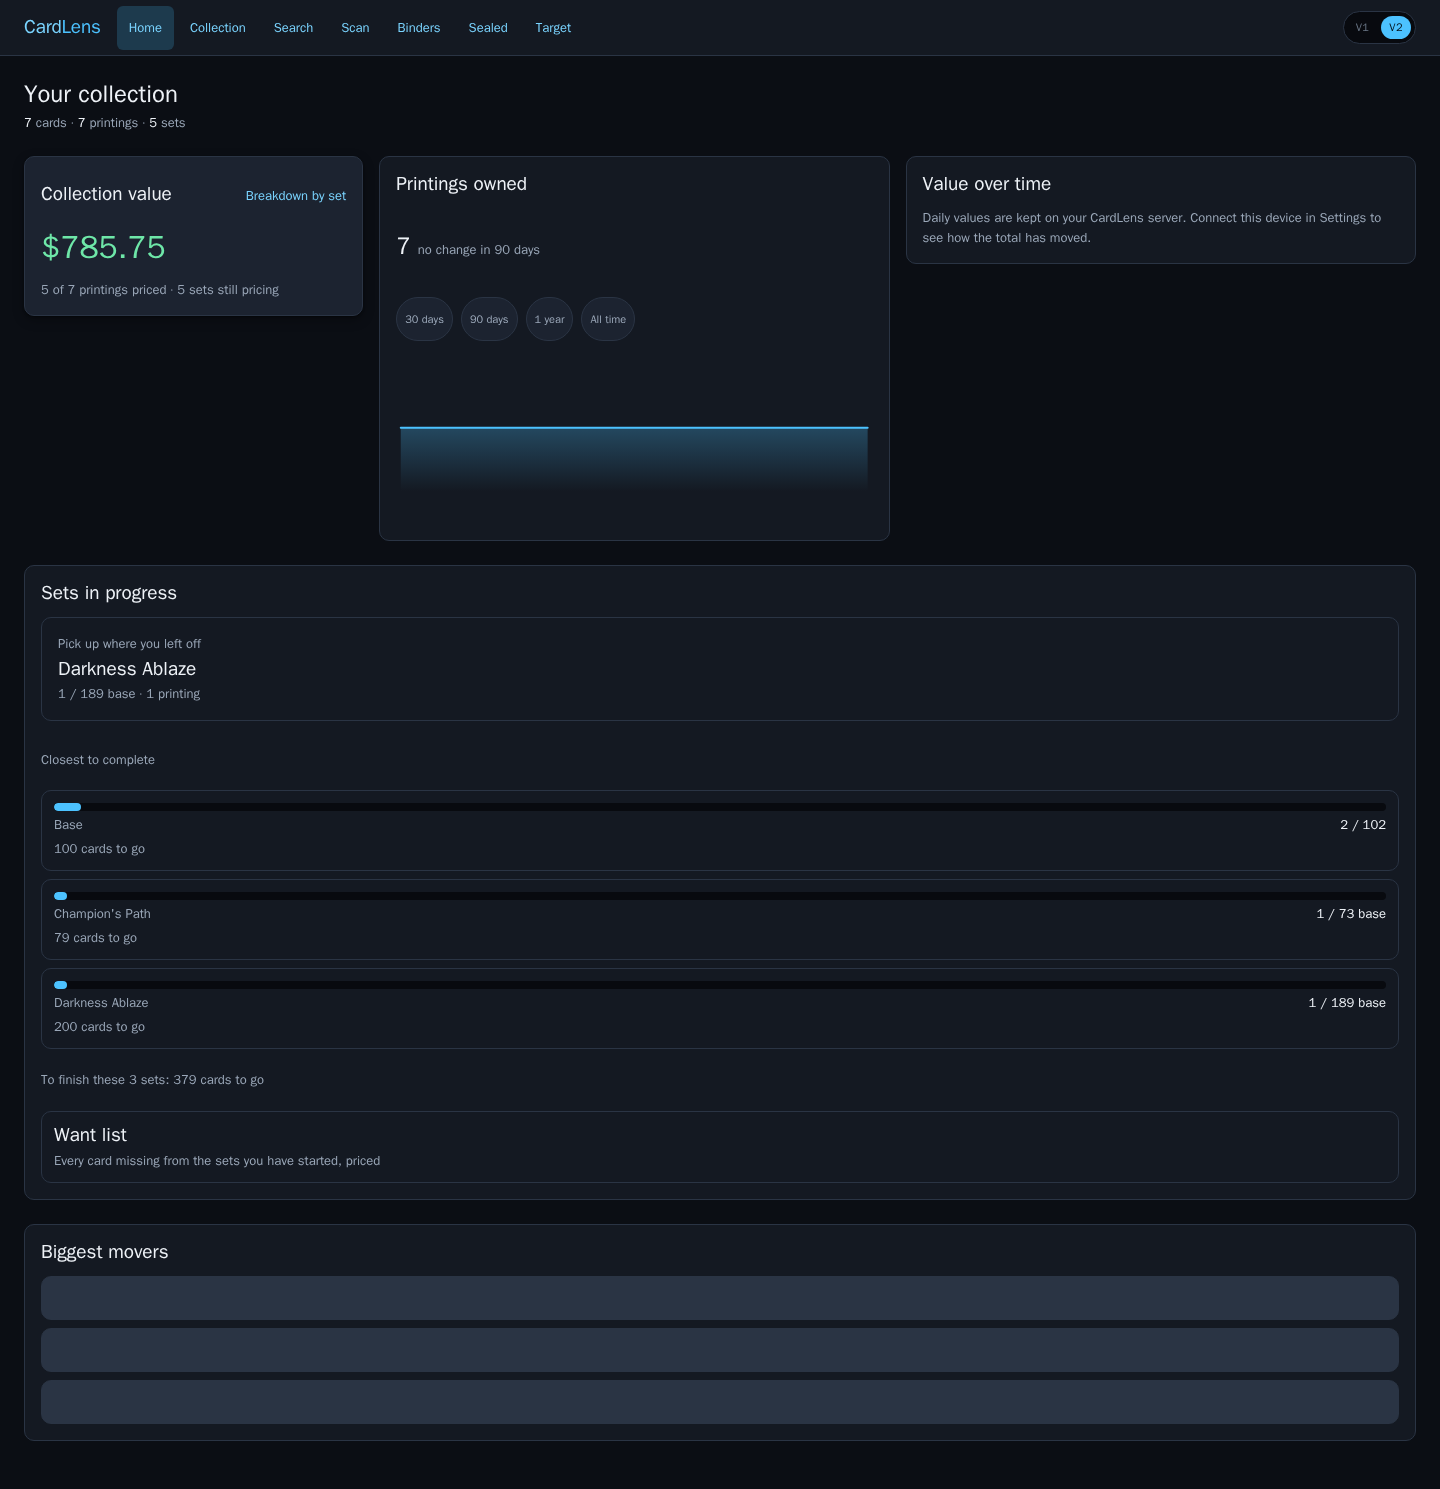 CardLens Home Collection Search Scan Binders Sealed Target V1 V2
Your collection
7 cards · 7 printings · 5 sets
Collection value Breakdown by set
$785.75
5 of 7 printings priced · 5 sets still pricing
Printings owned
7 no change in 90 days
30 days 90 days 1 year All time
Value over time
Daily values are kept on your CardLens server. Connect this device in Settings to
see how the total has moved.
Sets in progress
Pick up where you left off
Darkness Ablaze
1 / 189 base · 1 printing
Closest to complete
Base 2 / 102
100 cards to go
Champion's Path 1 / 73 base
79 cards to go
Darkness Ablaze 1 / 189 base
200 cards to go
To finish these 3 sets: 379 cards to go
Want list
Every card missing from the sets you have started, priced
Biggest movers